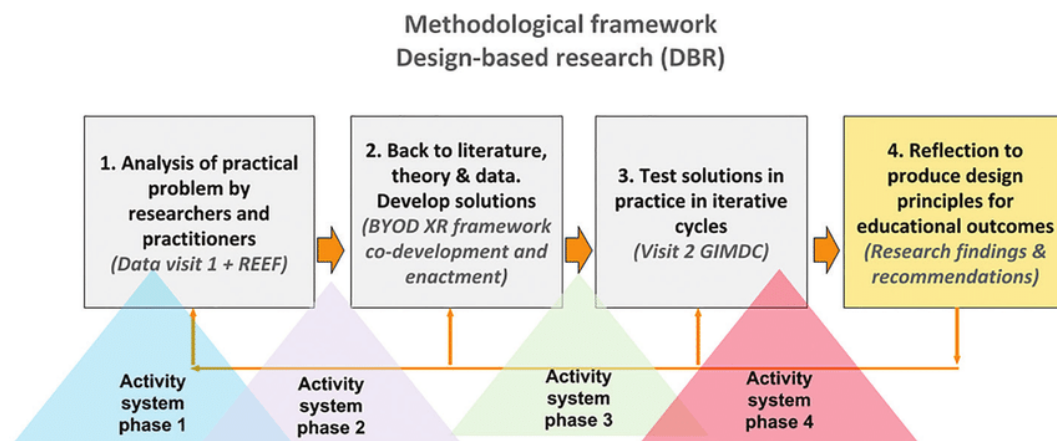 Methodological framework
Design-based research (DBR)
1. Analysis of practical
problem by
researchers and
practitioners
(Data visit 1 + REEF)
2. Back to literature,
theory & data.
Develop solutions
(BYOD XR framework
co-development and
enactment)
3. Test solutions in
practice in iterative
cycles
(Visit 2 GIMDC)
4. Reflection to
produce design
principles for
educational outcomes
(Research findings &
recommendations)
Activity
system
phase 1
Activity
system
phase 2
Activity
system
phase 3
Activity
system
phase 4